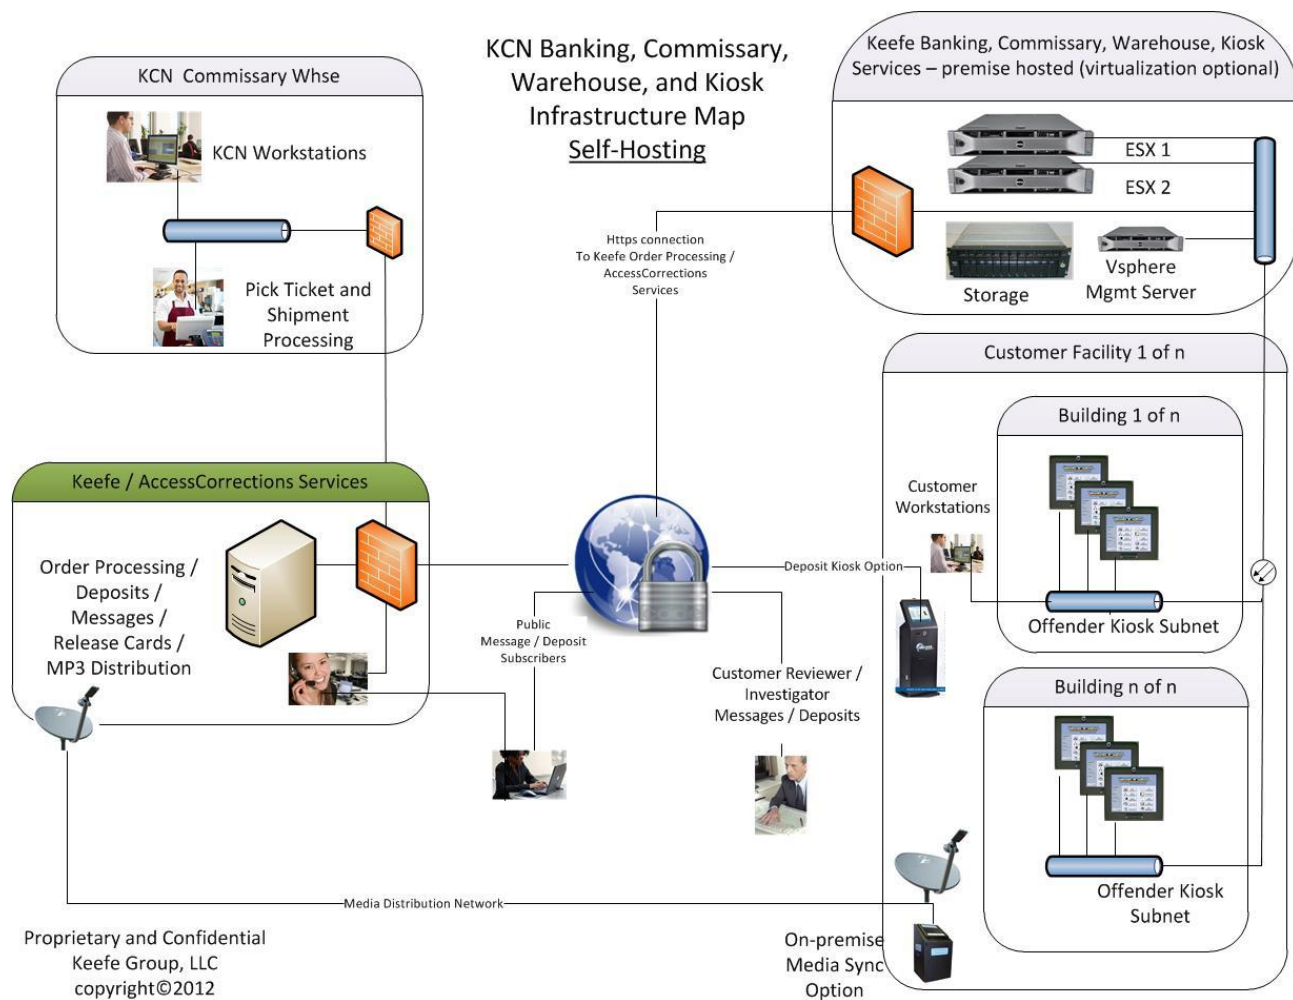 KCN Banking, Commissary,
Warehouse, and Kiosk
Infrastructure Map
Self-Hosting
KCN  Commissary Whse
KCN Workstations
Pick Ticket and
Shipment
Processing
Keefe Banking, Commissary, Warehouse, Kiosk
Services – premise hosted (virtualization optional)
ESX 1
ESX 2
Storage
Vsphere
Mgmt Server
Https connection
To Keefe Order Processing /
AccessCorrections
Services
Customer Facility 1 of n
Building 1 of n
Customer
Workstations
Offender Kiosk Subnet
Building n of n
Offender Kiosk
Subnet
Keefe / AccessCorrections Services
Order Processing /
Deposits /
Messages /
Release Cards /
MP3 Distribution
Deposit Kiosk Option
Public
Message / Deposit
Subscribers
Customer Reviewer /
Investigator
Messages / Deposits
Media Distribution Network
On-premise
Media Sync
Option
Proprietary and Confidential
Keefe Group, LLC
copyright©2012